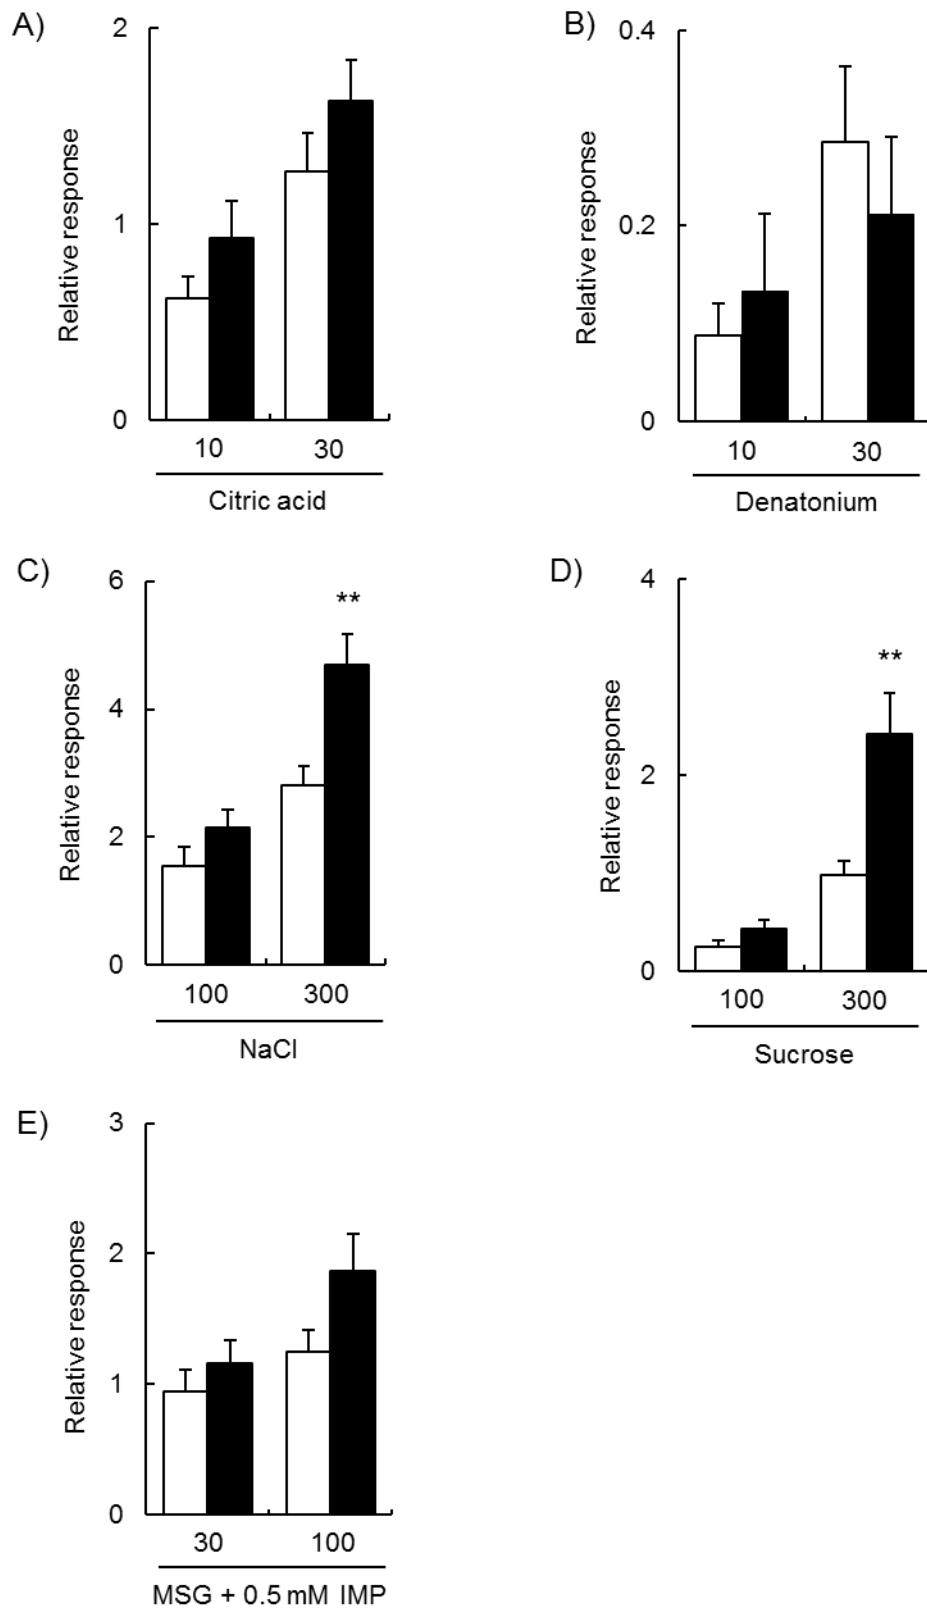 A)
2
1
0
Relative response
10 30
Citric acid
B)
0.4
0.2
0
Relative response
10 30
Denatonium
C)
6
4
2
0
Relative response
**
100 300
NaCl
D)
4
2
0
Relative response
**
100 300
Sucrose
E)
3
2
1
0
Relative response
30 100
MSG + 0.5 mM IMP